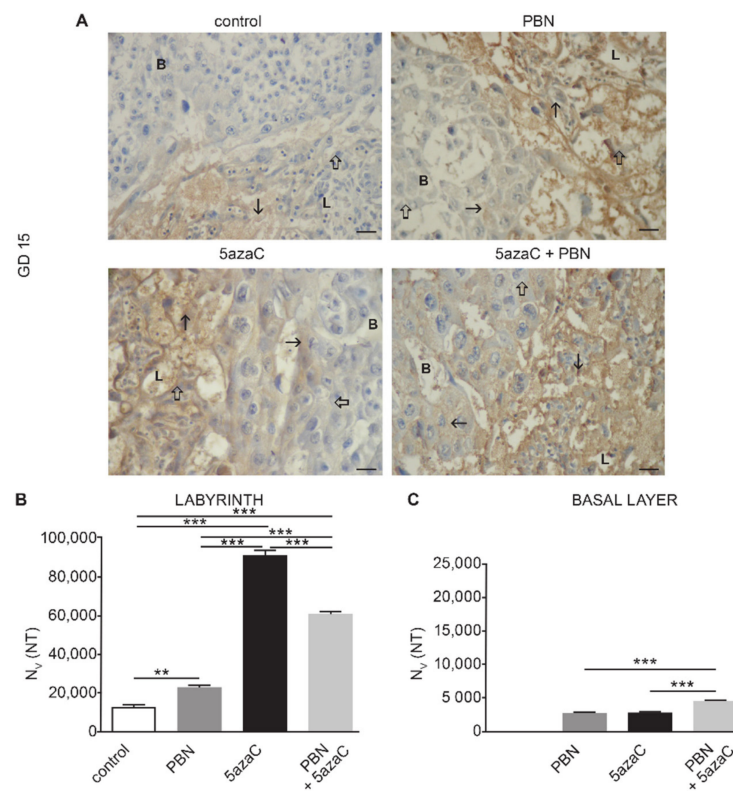 A
control
PBN
B
L
L
B
GD 15
5azaC
5azaC + PBN
B
L
B
L
B
LABYRINTH
C
BASAL LAYER
***
***
***
***
***
**
100,000
80,000
60,000
40,000
20,000
0
Nv (NT)
control
PBN
5azaC
PBN
+ 5azaC
***
***
25,000
20,000
15,000
10,000
5 000
0
Nv (NT)
PBN
5azaC
PBN
+ 5azaC